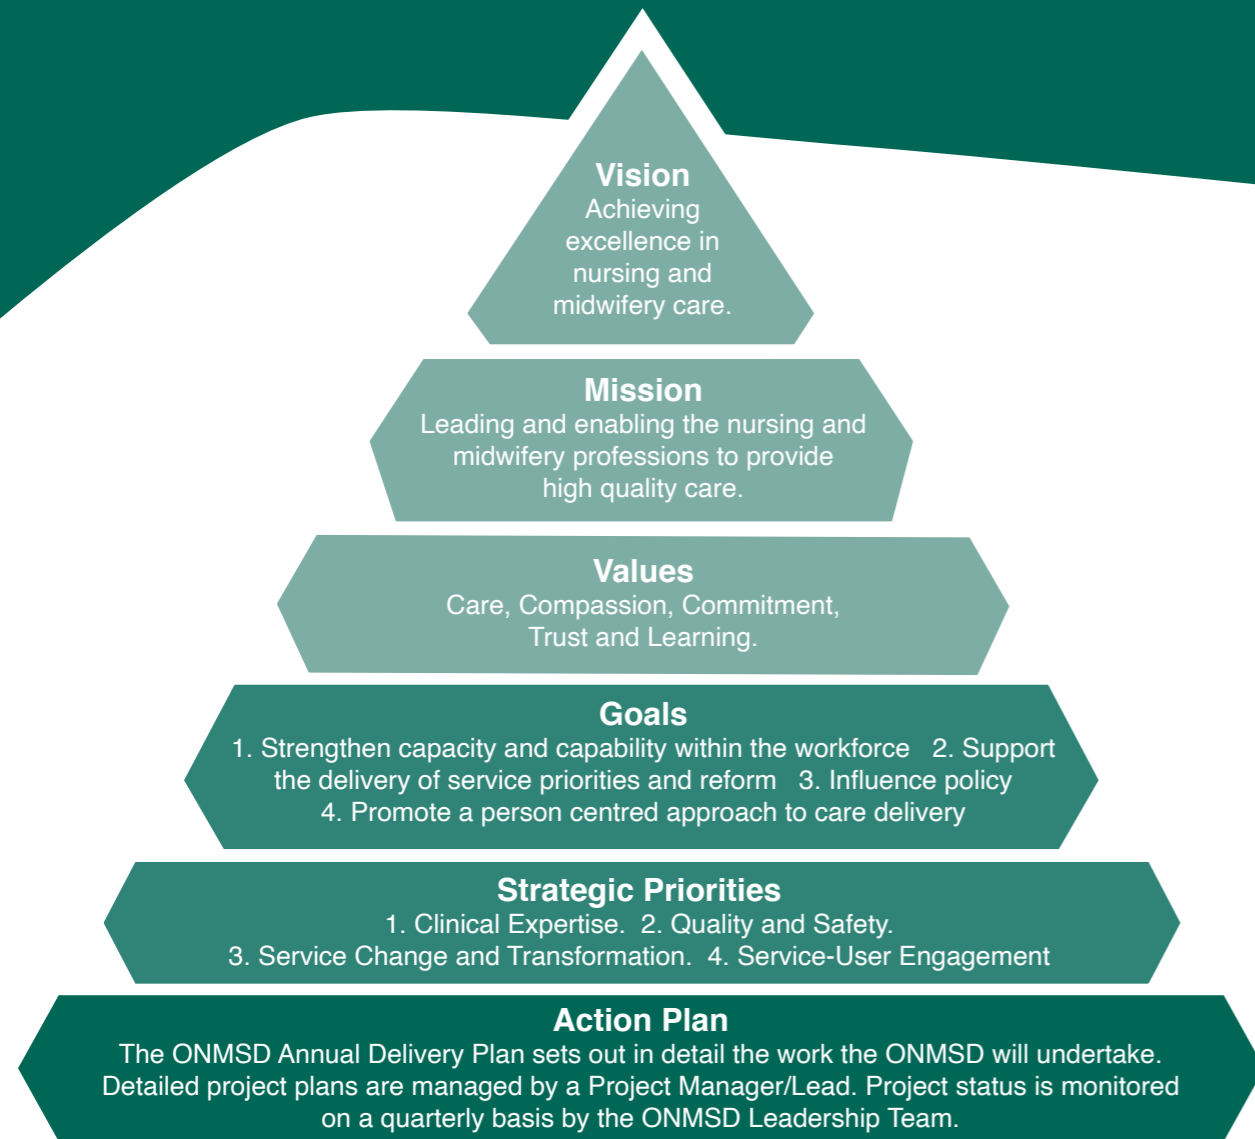 Vision
Achieving
excellence in
nursing and
midwifery care.
Mission
Leading and enabling the nursing and
midwifery professions to provide
high quality care.
Values
Care, Compassion, Commitment,
Trust and Learning.
Goals
1. Strengthen capacity and capability within the workforce 2. Support
the delivery of service priorities and reform 3. Influence policy
4. Promote a person centred approach to care delivery
Strategic Priorities
1. Clinical Expertise. 2. Quality and Safety.
3. Service Change and Transformation. 4. Service-User Engagement
Action Plan
The ONMSD Annual Delivery Plan sets out in detail the work the ONMSD will undertake.
Detailed project plans are managed by a Project Manager/Lead. Project status is monitored
on a quarterly basis by the ONMSD Leadership Team.